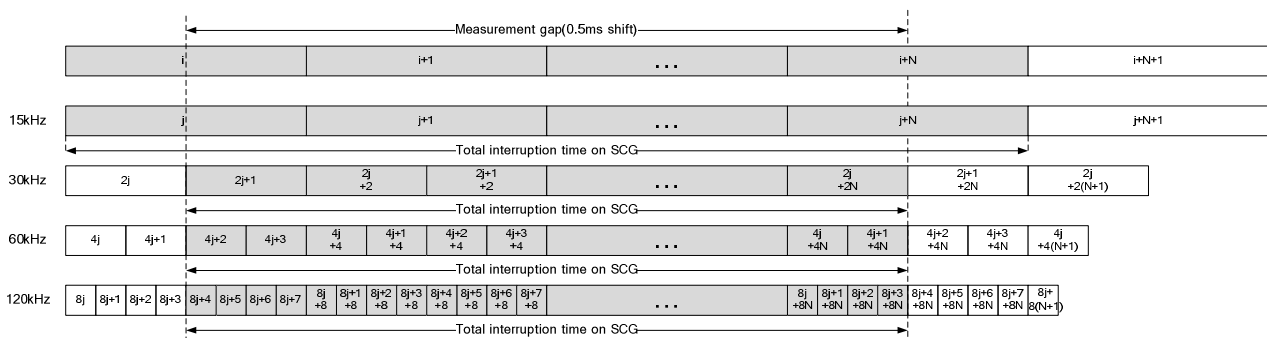 Measurement gap(0.5ms shift)
i i+1 ... i+N i+N+1
15kHz j j+1 ... j+N j+N+1
Total interruption time on SCG
30kHz 2j 2j+1 2j +2 2j+1 +2 ... 2j +2N 2j+1 +2N 2j +2(N+1)
Total interruption time on SCG
60kHz 4j 4j+1 4j+2 4j+3 4j +4 4j+1 +4 4j+2 +4 4j+3 +4 ... 4j +4N 4j+1 +4N 4j+2 +4N 4j+3 +4N 4j +4(N+1)
Total interruption time on SCG
120kHz 8j 8j+1 8j+2 8j+3 8j+4 8j+5 8j+6 8j+7 8j +8 8j+1 +8 8j+2 +8 8j+3 +8 8j+4 +8 8j+5 +8 8j+6 +8 8j+7 +8 ... 8j +8N 8j+1 +8N 8j+2 +8N 8j+3 +8N 8j+4 +8N 8j+5 +8N 8j+6 +8N 8j+7 +8N 8j+ 8(N+1)
Total interruption time on SCG